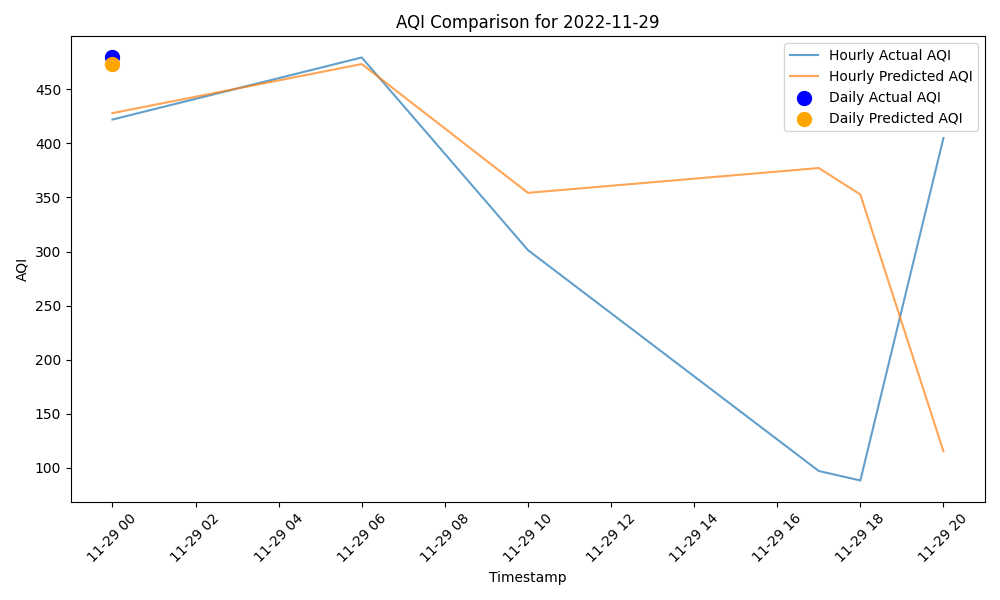 AQI Comparison for 2022-11-29
Hourly Actual AQI
Hourly Predicted AQI
Daily Actual AQI
Daily Predicted AQI
AQI
450
400
350
300
250
200
150
100
11-29 00
11-29 02
11-29 04
11-29 06
11-29 08
11-29 10
11-29 12
11-29 14
11-29 16
11-29 18
11-29 20
Timestamp